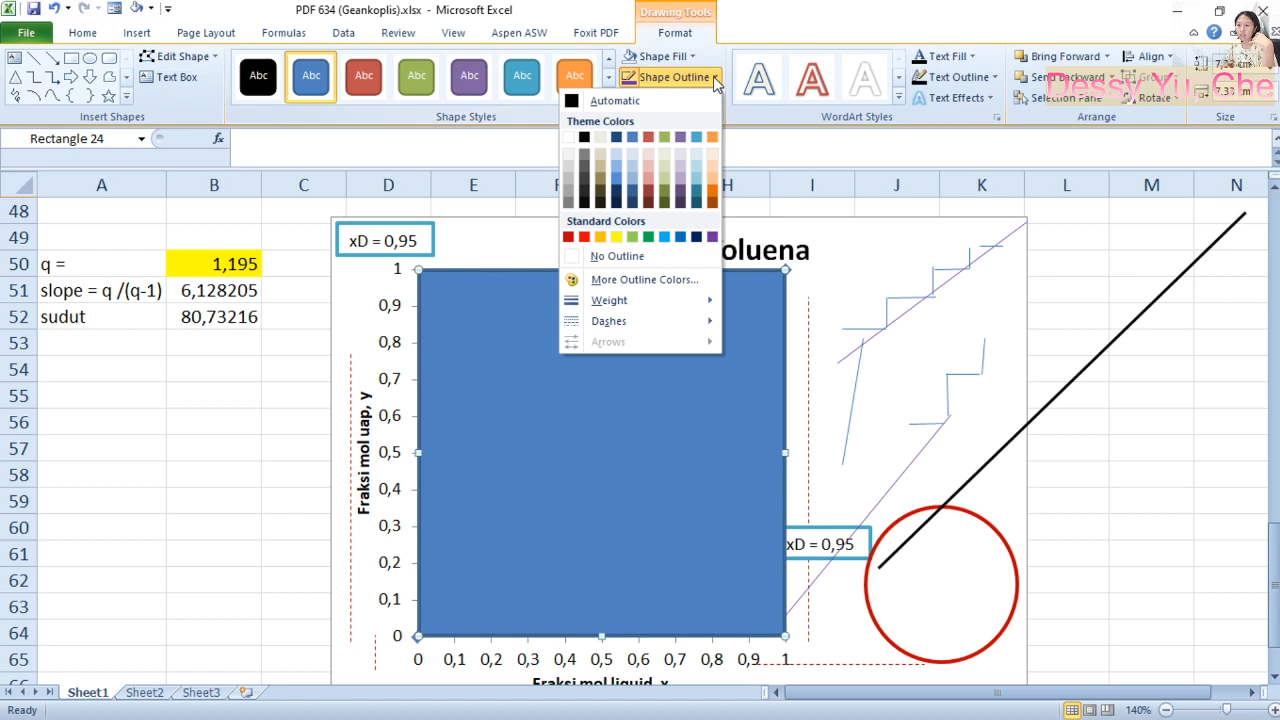 PDF 634 (Geankoplis).xlsx - Microsoft Excel
Drawing Tools
File Home Insert Page Layout Formulas Data Review View Aspen ASW Foxit PDF Format
Edit Shape
Text Box
Insert Shapes
Abc Abc Abc Abc Abc Abc Abc
Shape Styles
Shape Fill
Shape Outline
A A A
WordArt Styles
Text Fill
Text Outline
Text Effects
Bring Forward
Send Backward
Selection Pane
Align
Group
Rotate
Arrange
Size
Dessy Yu, Che
Automatic
Theme Colors
Standard Colors
No Outline
More Outline Colors...
Weight
Dashes
Arrows
Rectangle 24
fx
A B C D E F H I J K L M N
48
49
50 q = 1,195
51 slope = q /(q-1) 6,128205
52 sudut 80,73216
53
54
55
56
57
58
59
60
61
62
63
64
65
xD = 0,95
oluena
1
0,9
0,8
0,7
0,6
0,5
0,4
0,3
0,2
0,1
0
Fraksi mol uap, y
xD = 0,95
0 0,1 0,2 0,3 0,4 0,5 0,6 0,7 0,8 0,9 1
Fraksi mol liquid, x
Sheet1 Sheet2 Sheet3
Ready
140%